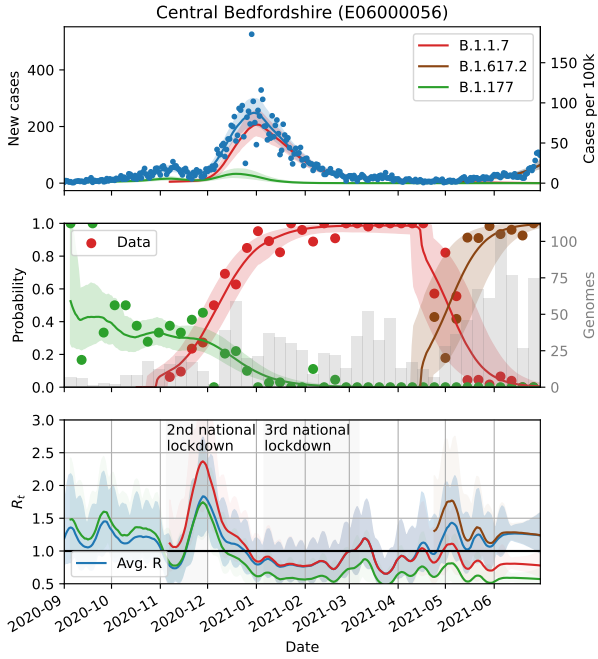 Central Bedfordshire (E06000056)
New cases
400
200
0
B.1.1.7
B.1.617.2
B.1.177
150
100
50
0
Cases per 100k
Probability
1.0
0.8
0.6
0.4
0.2
0.0
Data
100
75
50
25
0
Genomes
R_t
3.0
2.5
2.0
1.5
1.0
0.5
2nd national
lockdown
3rd national
lockdown
Avg. R
2020-09
2020-10
2020-11
2020-12
2021-01
2021-02
2021-03
2021-04
2021-05
2021-06
Date